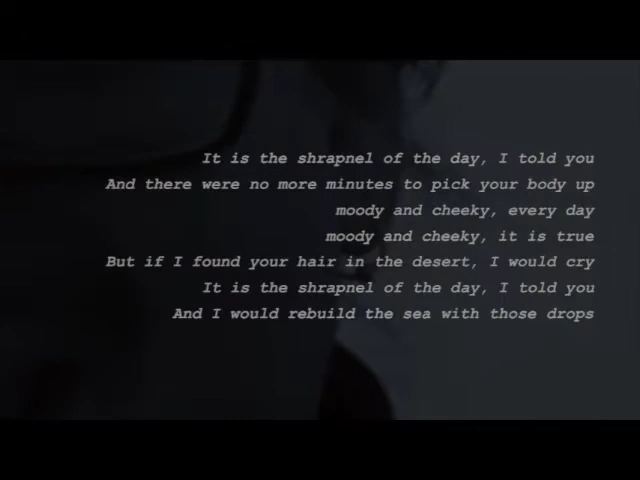 It is the shrapnel of the day, I told you
And there were no more minutes to pick your body up
moody and cheeky, every day
moody and cheeky, it is true
But if I found your hair in the desert, I would cry
It is the shrapnel of the day, I told you
And I would rebuild the sea with those drops